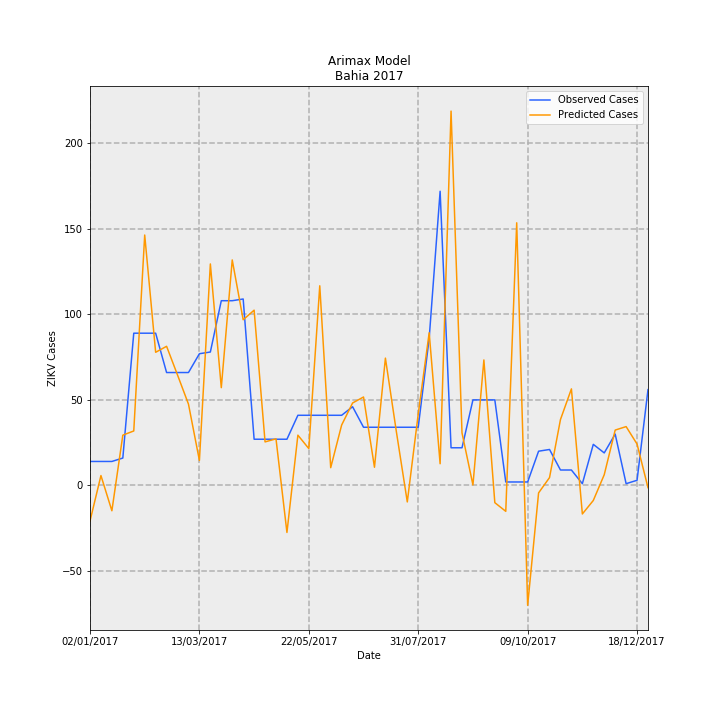 Arimax Model
Bahia 2017
Observed Cases
Predicted Cases
200
150
100
50
0
−50
ZIKV Cases
02/01/2017 13/03/2017 22/05/2017 31/07/2017 09/10/2017 18/12/2017
Date